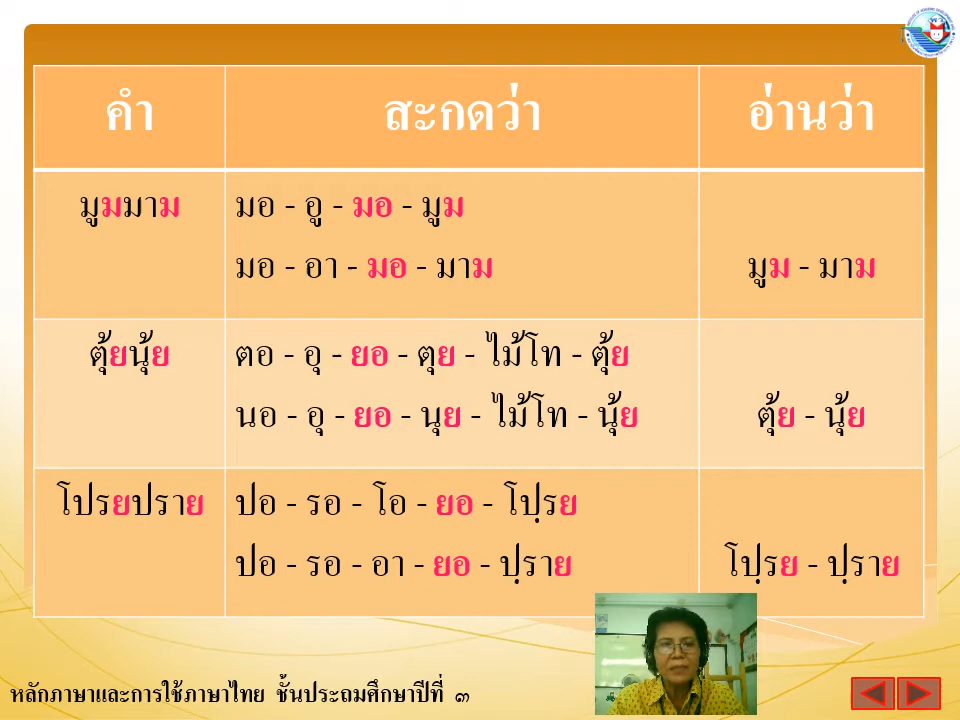 คำ สะกดว่า อ่านว่า
มูมมาม มอ - อู - มอ - มูม
มอ - อา - มอ - มาม มูม - มาม
ตุ้ยนุ้ย ตอ - อุ - ยอ - ตุย - ไม้โท - ตุ้ย
นอ - อุ - ยอ - นุย - ไม้โท - นุ้ย ตุ้ย - นุ้ย
โปรยปราย ปอ - รอ - โอ - ยอ - โปฺรย
ปอ - รอ - อา - ยอ - ปฺราย โปฺรย - ปฺราย
หลักภาษาและการใช้ภาษาไทย ชั้นประถมศึกษาปีที่ ๓